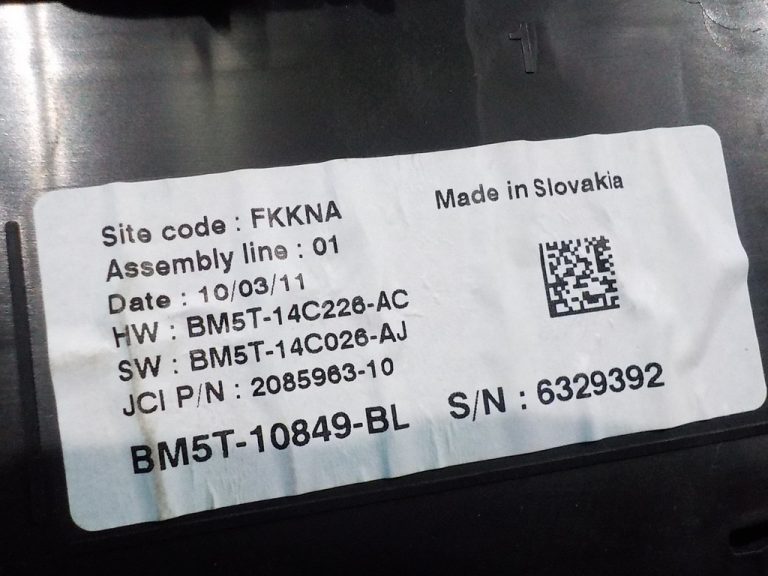 1
Made in Slovakia
Site code : FKKNA
Assembly line : 01
Date : 10/03/11
HW : BM5T-14C226-AC
SW : BM5T-14C026-AJ
JCI P/N : 2085963-10
BM5T-10849-BL
S/N : 6329392